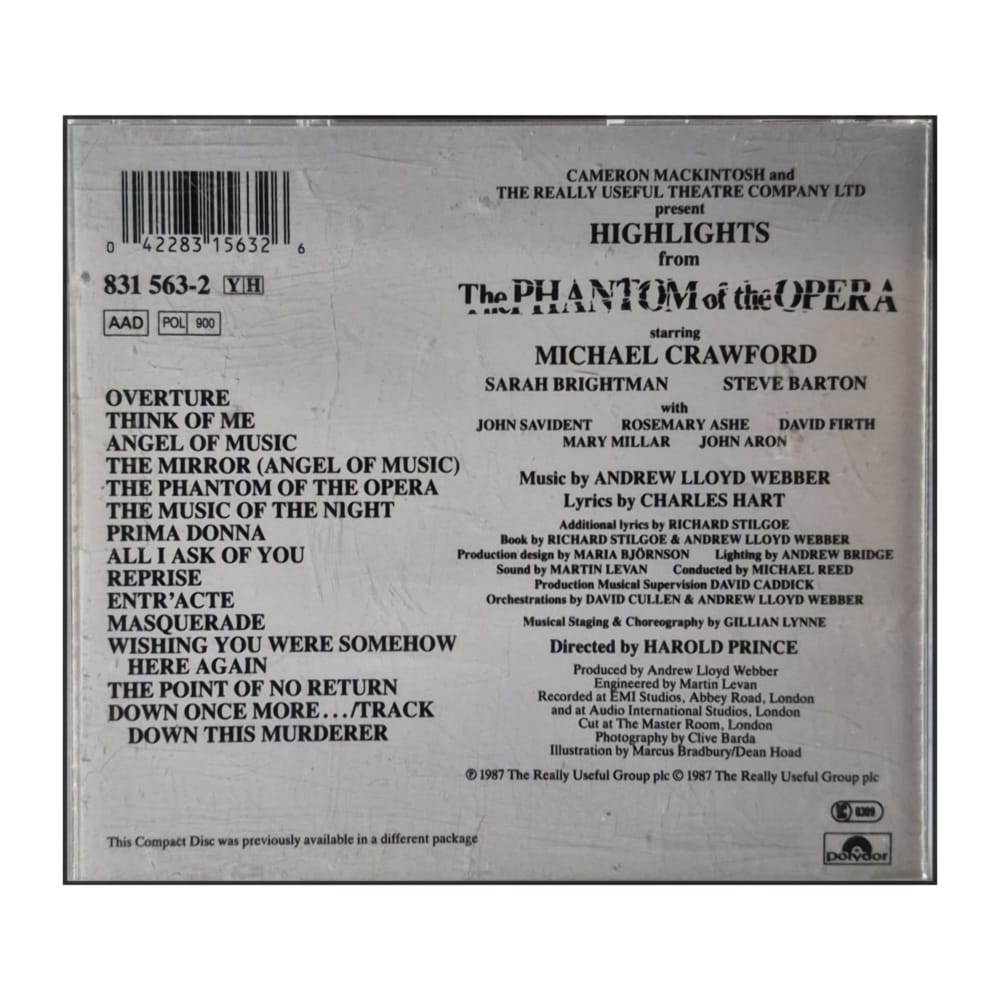 0 42283 15632 6
831 563-2 Y H
AAD POL 900
OVERTURE
THINK OF ME
ANGEL OF MUSIC
THE MIRROR (ANGEL OF MUSIC)
THE PHANTOM OF THE OPERA
THE MUSIC OF THE NIGHT
PRIMA DONNA
ALL I ASK OF YOU
REPRISE
ENTR'ACTE
MASQUERADE
WISHING YOU WERE SOMEHOW
HERE AGAIN
THE POINT OF NO RETURN
DOWN ONCE MORE.../TRACK
DOWN THIS MURDERER
This Compact Disc was previously available in a different package
CAMERON MACKINTOSH and
THE REALLY USEFUL THEATRE COMPANY LTD
present
HIGHLIGHTS
from
The PHANTOM of the OPERA
starring
MICHAEL CRAWFORD
SARAH BRIGHTMAN STEVE BARTON
with
JOHN SAVIDENT ROSEMARY ASHE DAVID FIRTH
MARY MILLAR JOHN ARON
Music by ANDREW LLOYD WEBBER
Lyrics by CHARLES HART
Additional lyrics by RICHARD STILGOE
Book by RICHARD STILGOE & ANDREW LLOYD WEBBER
Production design by MARIA BJÖRNSON Lighting by ANDREW BRIDGE
Sound by MARTIN LEVAN Conducted by MICHAEL REED
Production Musical Supervision DAVID CADDICK
Orchestrations by DAVID CULLEN & ANDREW LLOYD WEBBER
Musical Staging & Choreography by GILLIAN LYNNE
Directed by HAROLD PRINCE
Produced by Andrew Lloyd Webber
Engineered by Martin Levan
Recorded at EMI Studios, Abbey Road, London
and at Audio International Studios, London
Cut at The Master Room, London
Photography by Clive Barda
Illustration by Marcus Bradbury/Dean Hoad
℗ 1987 The Really Useful Group plc © 1987 The Really Useful Group plc
polydor